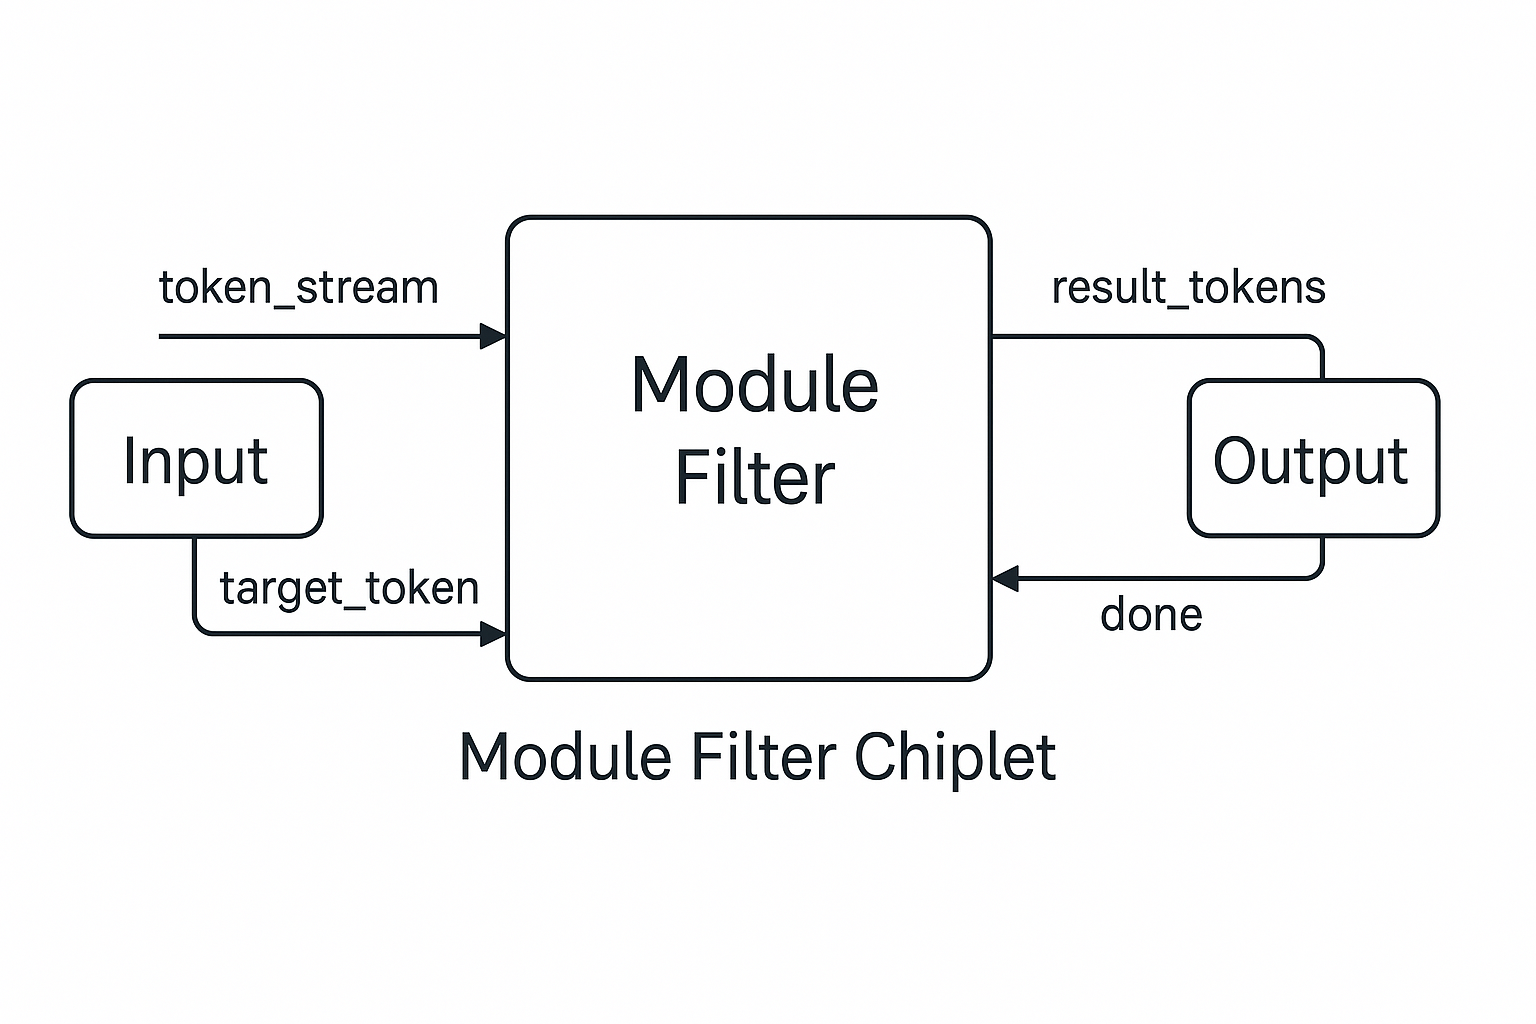 token_stream
result_tokens
Module
Filter
Input
Output
target_token
done
Module Filter Chiplet